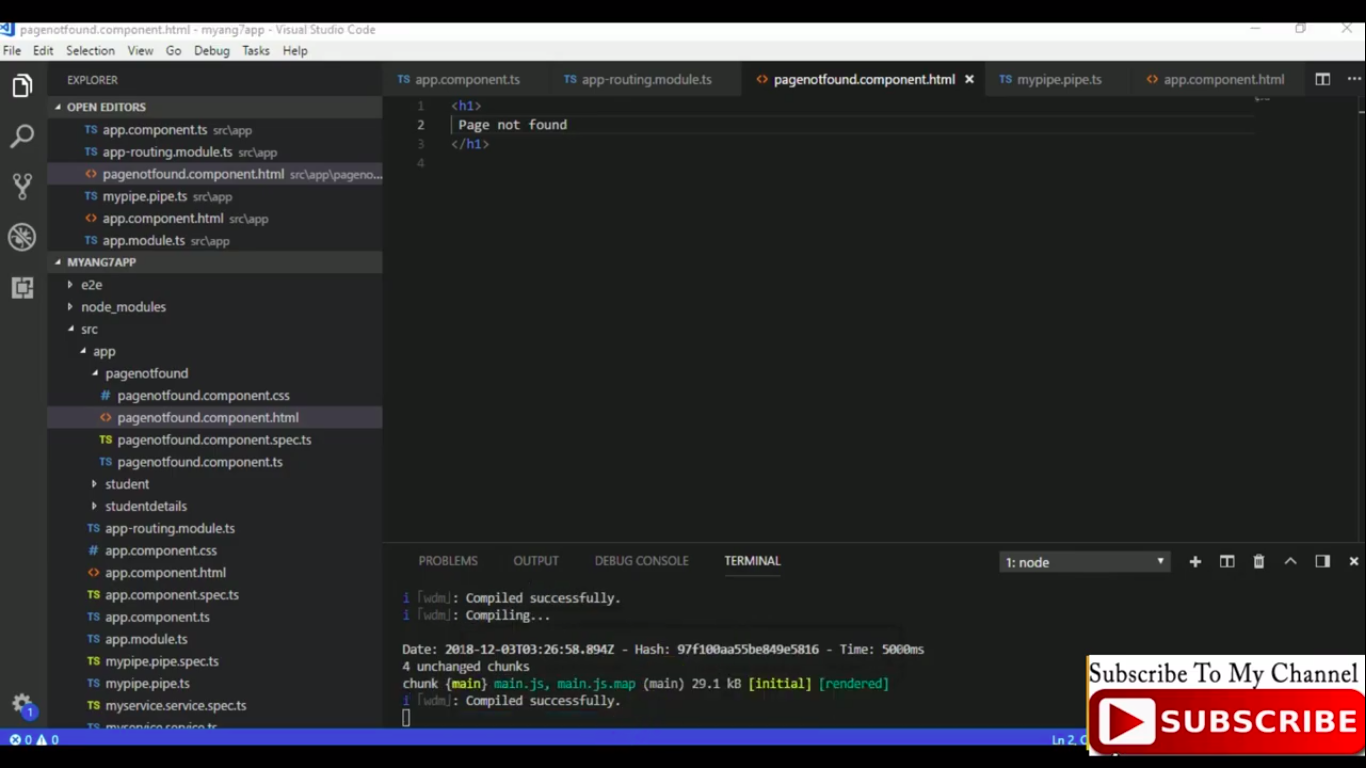 pagenotfound.component.html - myang7app - Visual Studio Code
File Edit Selection View Go Debug Tasks Help
EXPLORER
OPEN EDITORS
TS app.component.ts src\app
TS app-routing.module.ts src\app
<> pagenotfound.component.html src\app\pageno...
TS mypipe.pipe.ts src\app
<> app.component.html src\app
TS app.module.ts src\app
MYANG7APP
e2e
node_modules
src
app
pagenotfound
# pagenotfound.component.css
<> pagenotfound.component.html
TS pagenotfound.component.spec.ts
TS pagenotfound.component.ts
student
studentdetails
TS app-routing.module.ts
# app.component.css
<> app.component.html
TS app.component.spec.ts
TS app.component.ts
TS app.module.ts
TS mypipe.pipe.spec.ts
TS mypipe.pipe.ts
TS myservice.service.spec.ts
TS myservice.service.ts
1
TS app.component.ts TS app-routing.module.ts <> pagenotfound.component.html × TS mypipe.pipe.ts <> app.component.html
1 <h1>
2 Page not found
3 </h1>
4
PROBLEMS OUTPUT DEBUG CONSOLE TERMINAL 1: node
i ｢wdm｣: Compiled successfully.
i ｢wdm｣: Compiling...
Date: 2018-12-03T03:26:58.894Z - Hash: 97f100aa55be849e5816 - Time: 5000ms
4 unchanged chunks
chunk {main} main.js, main.js.map (main) 29.1 kB [initial] [rendered]
i ｢wdm｣: Compiled successfully.
0 0 Ln 2, C
Subscribe To My Channel
SUBSCRIBE